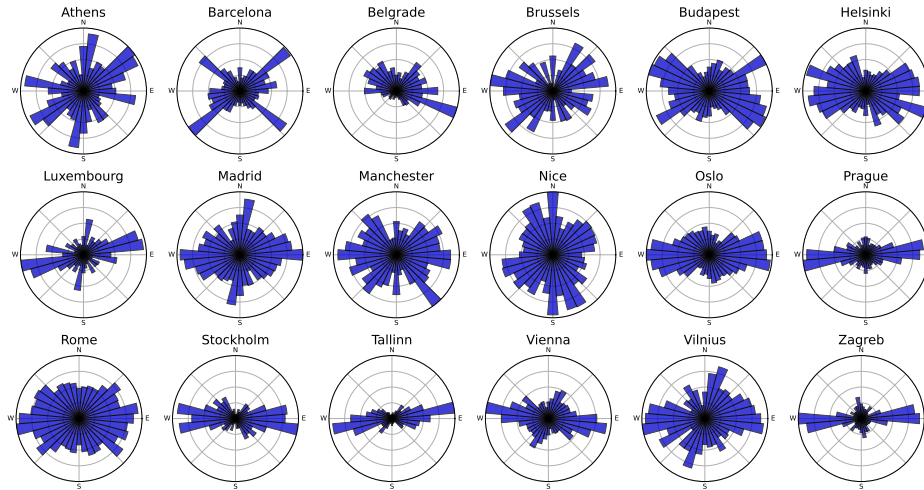 Athens Barcelona Belgrade Brussels Budapest Helsinki
N N N N N N
W E W E W E W E W E W E
S S S S S S
Luxembourg Madrid Manchester Nice Oslo Prague
N N N N N N
W E W E W E W E W E W E
S S S S S S
Rome Stockholm Tallinn Vienna Vilnius Zagreb
N N N N N N
W E W E W E W E W E W E
S S S S S S